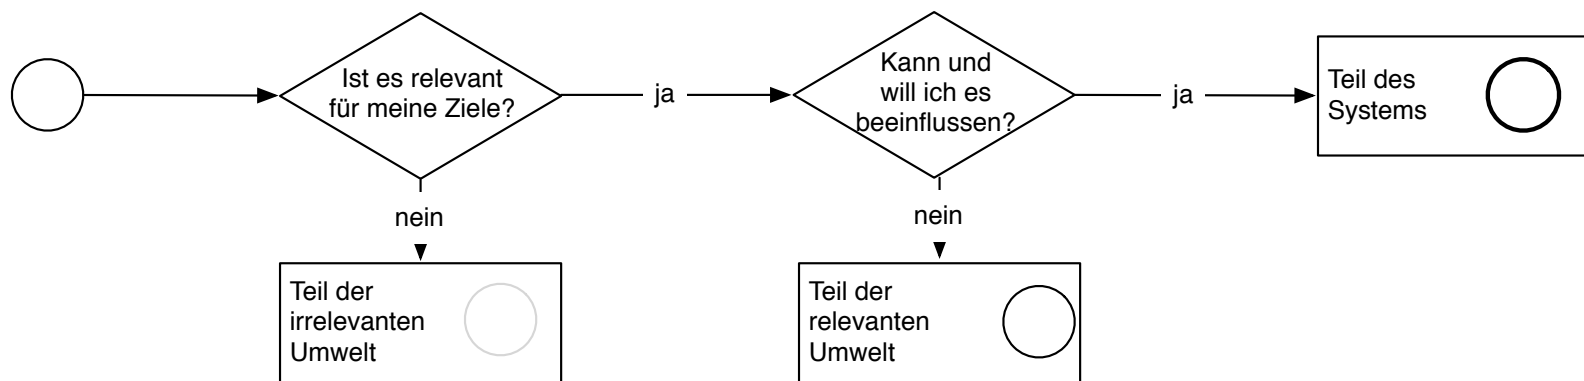 Ist es relevant
für meine Ziele?
ja
Kann und
will ich es
beeinflussen?
ja
Teil des
Systems
nein
nein
Teil der
irrelevanten
Umwelt
Teil der
relevanten
Umwelt